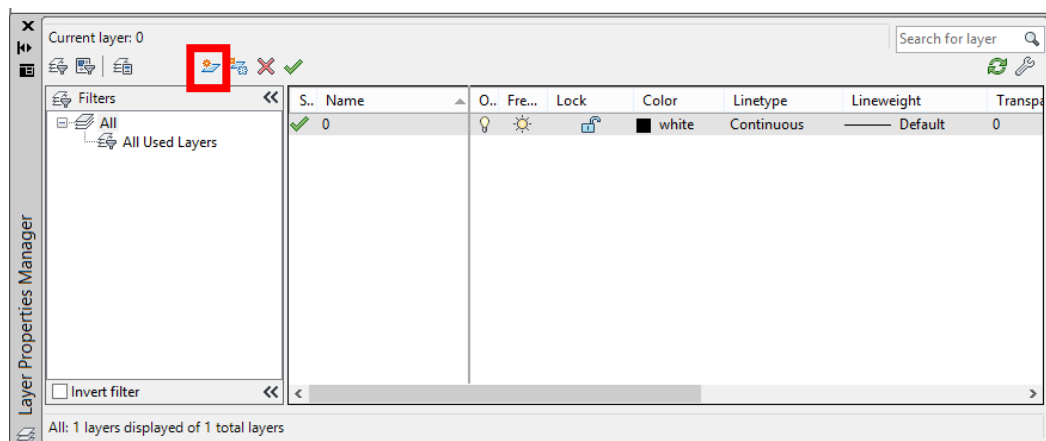 Current layer: 0
Search for layer
Filters
S.. Name O.. Fre... Lock Color Linetype Lineweight Transpa
All
0 white Continuous Default 0
All Used Layers
Layer Properties Manager
Invert filter
All: 1 layers displayed of 1 total layers